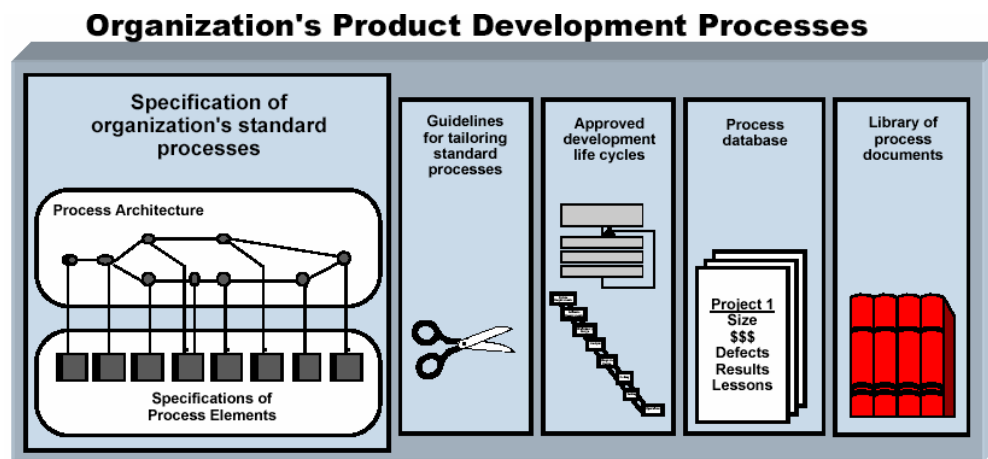 Organization's Product Development Processes
Specification of
organization's standard
processes
Process Architecture
Specifications of
Process Elements
Guidelines
for tailoring
standard
processes
Approved
development
life cycles
Process
database
Project 1
Size
$$$
Defects
Results
Lessons
Library of
process
documents